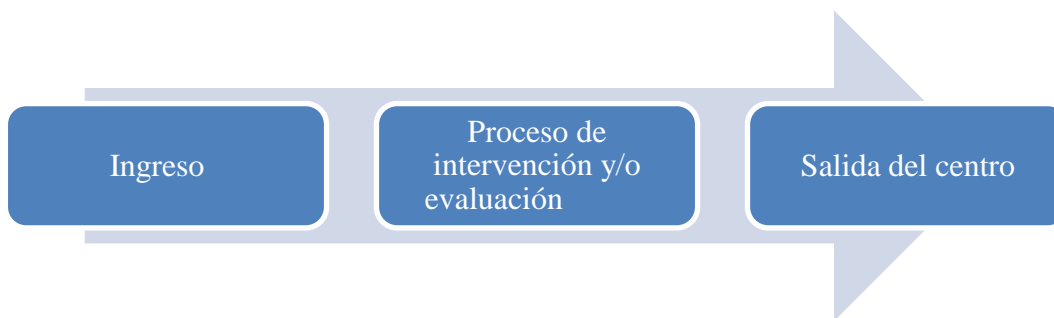 Ingreso
Proceso de
intervención y/o
evaluación
Salida del centro